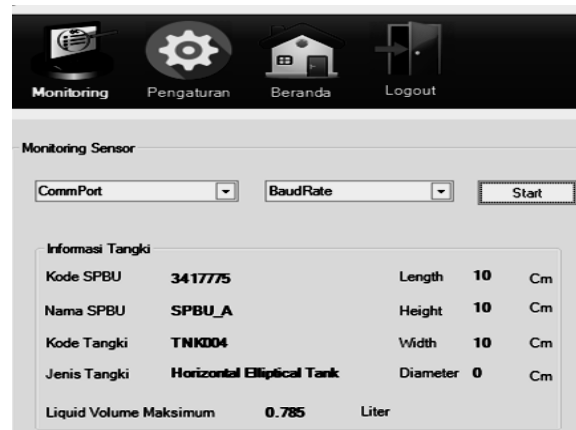 Monitoring Pengaturan Beranda Logout
Monitoring Sensor
CommPort BaudRate Start
Informasi Tangki
Kode SPBU 3417775 Length 10 Cm
Nama SPBU SPBU_A Height 10 Cm
Kode Tangki TNK004 Width 10 Cm
Jenis Tangki Horizontal Elliptical Tank Diameter 0 Cm
Liquid Volume Maksimum 0.785 Liter